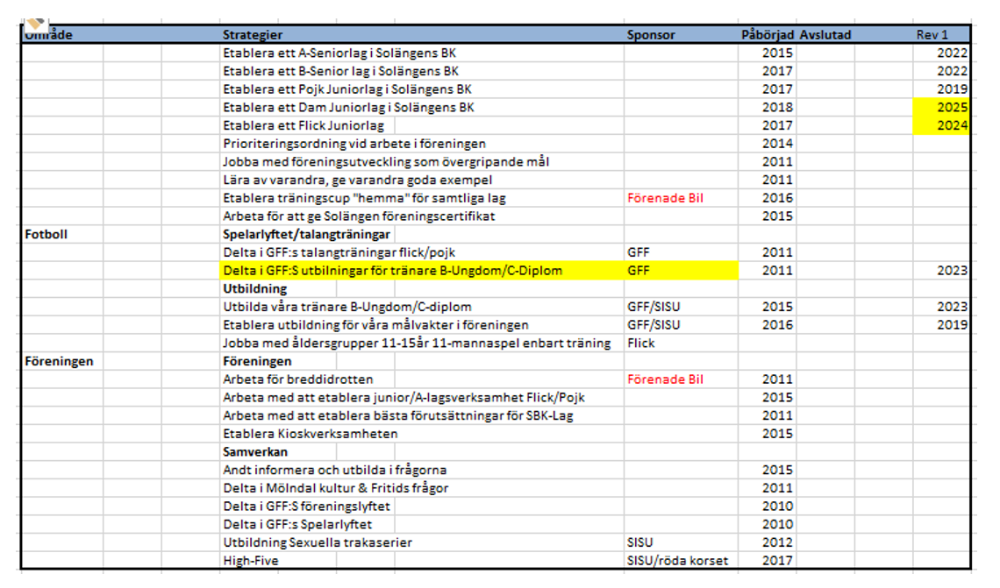 Område Strategier Sponsor Påbörjad Avslutad Rev 1
Etablera ett A-Seniorlag i Solängens BK 2015 2022
Etablera ett B-Senior lag i Solängens BK 2017 2022
Etablera ett Pojk Juniorlag i Solängens BK 2017 2019
Etablera ett Dam Juniorlag i Solängens BK 2018 2025
Etablera ett Flick Juniorlag 2017 2024
Prioriteringsordning vid arbete i föreningen 2014
Jobba med föreningsutveckling som övergripande mål 2011
Lära av varandra, ge varandra goda exempel 2011
Etablera träningscup "hemma" för samtliga lag Förenade Bil 2016
Arbeta för att ge Solängen föreningscertifikat 2015
Fotboll Spelarlyftet/talangträningar
Delta i GFF:s talangträningar flick/pojk GFF 2011
Delta i GFF:S utbilningar för tränare B-Ungdom/C-Diplom GFF 2011 2023
Utbildning
Utbilda våra tränare B-Ungdom/C-diplom GFF/SISU 2015 2023
Etablera utbildning för våra målvakter i föreningen GFF/SISU 2016 2019
Jobba med åldersgrupper 11-15år 11-mannaspel enbart träning Flick
Föreningen Föreningen
Arbeta för breddidrotten Förenade Bil 2011
Arbeta med att etablera junior/A-lagsverksamhet Flick/Pojk 2015
Arbeta med att etablera bästa förutsättningar för SBK-Lag 2011
Etablera Kioskverksamheten 2015
Samverkan
Andt informera och utbilda i frågorna 2015
Delta i Mölndal kultur & Fritids frågor 2011
Delta i GFF:S föreningslyftet 2010
Delta i GFF:s Spelarlyftet 2010
Utbildning Sexuella trakaserier SISU 2012
High-Five SISU/röda korset 2017